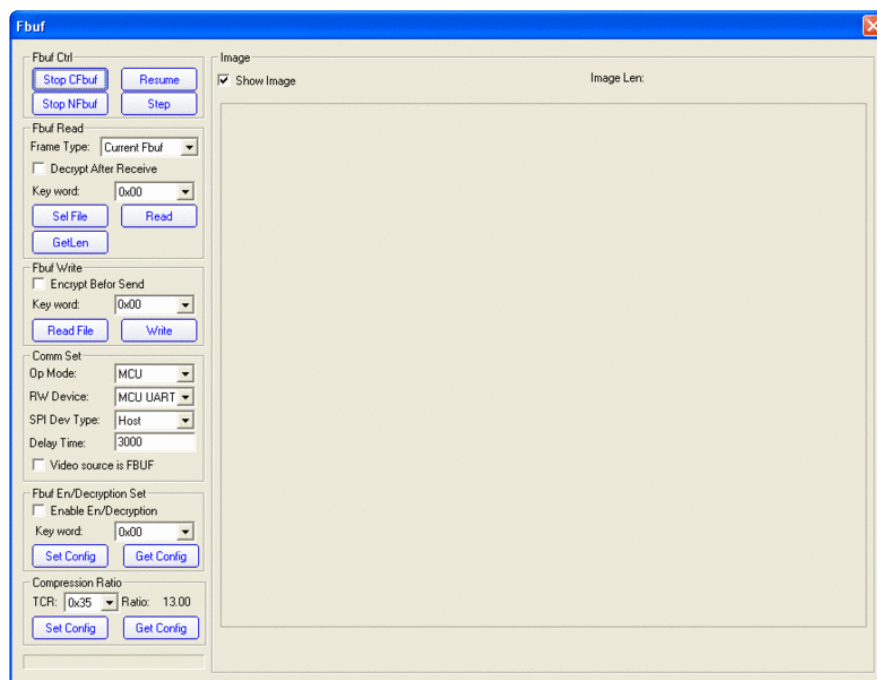 Fbuf
Fbuf Ctrl
Stop CFbuf Resume
Stop NFbuf Step
Fbuf Read
Frame Type: Current Fbuf
Decrypt After Receive
Key word: 0x00
Sel File Read
GetLen
Fbuf Write
Encrypt Befor Send
Key word: 0x00
Read File Write
Comm Set
Op Mode: MCU
RW Device: MCU UART
SPI Dev Type: Host
Delay Time: 3000
Video source is FBUF
Fbuf En/Decryption Set
Enable En/Decryption
Key word: 0x00
Set Config Get Config
Compression Ratio
TCR: 0x35 Ratio: 13.00
Set Config Get Config
Image
Show Image Image Len: